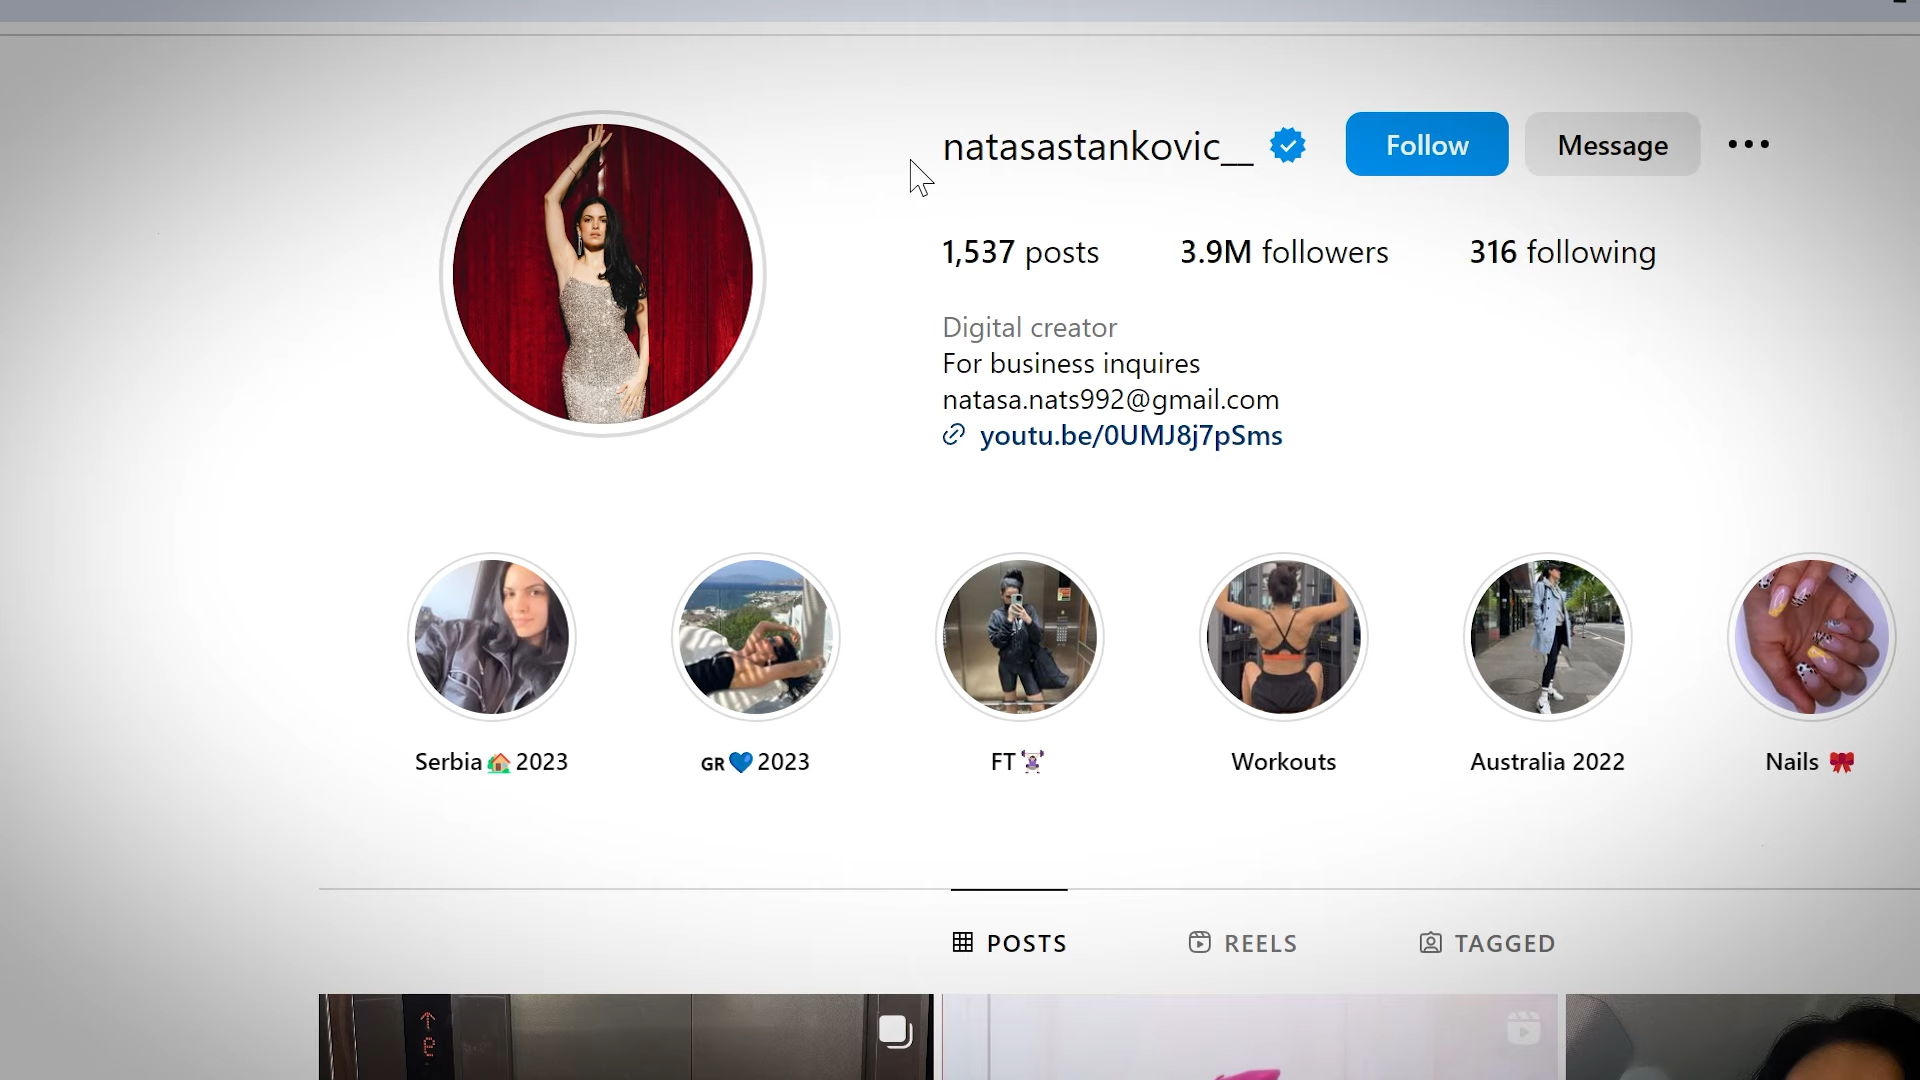 natasastankovic__ Follow Message
1,537 posts 3.9M followers 316 following
Digital creator
For business inquires
natasa.nats992@gmail.com
youtu.be/0UMJ8j7pSms
Serbia🏠2023 GR💙2023 FT🏋️‍♀️ Workouts Australia 2022 Nails 🎀
POSTS REELS TAGGED